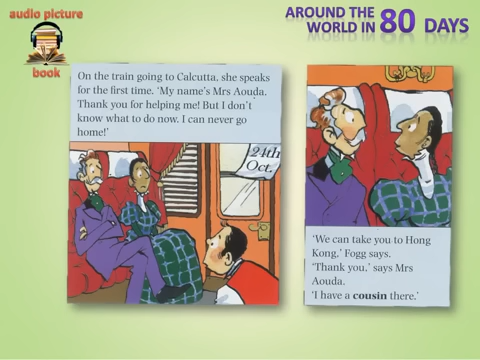 audio picture
book
AROUND THE
WORLD IN 80 DAYS
On the train going to Calcutta, she speaks
for the first time. ‘My name’s Mrs Aouda.
Thank you for helping me! But I don’t
know what to do now. I can never go
home!’
24th
Oct.
‘We can take you to Hong
Kong,’ Fogg says.
‘Thank you,’ says Mrs
Aouda.
‘I have a cousin there.’